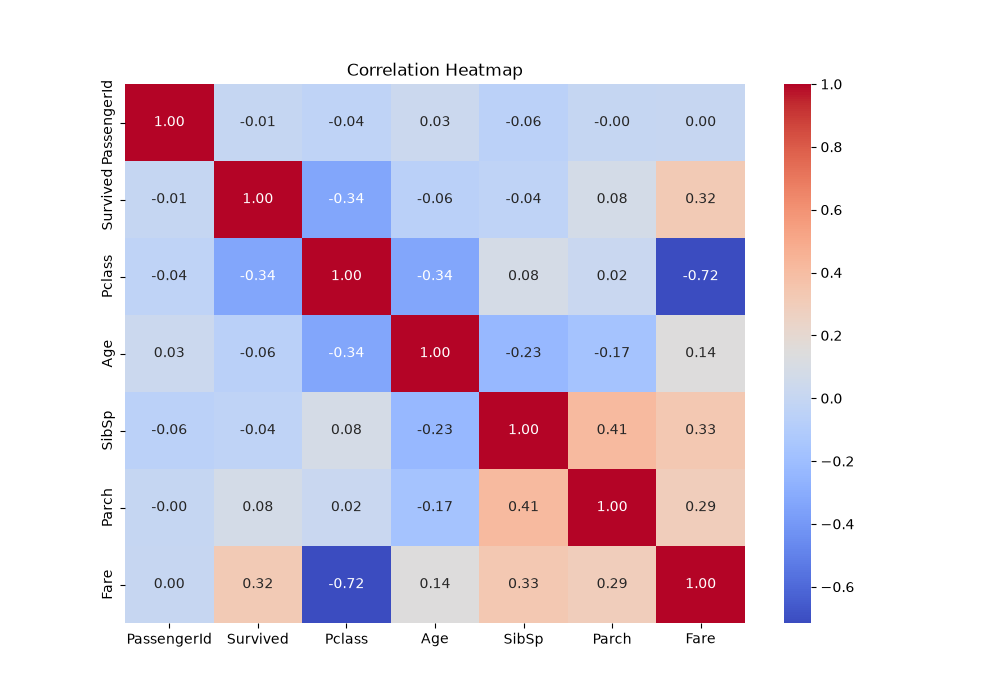 Correlation Heatmap
PassengerId 1.00 -0.01 -0.04 0.03 -0.06 -0.00 0.00
Survived -0.01 1.00 -0.34 -0.06 -0.04 0.08 0.32
Pclass -0.04 -0.34 1.00 -0.34 0.08 0.02 -0.72
Age 0.03 -0.06 -0.34 1.00 -0.23 -0.17 0.14
SibSp -0.06 -0.04 0.08 -0.23 1.00 0.41 0.33
Parch -0.00 0.08 0.02 -0.17 0.41 1.00 0.29
Fare 0.00 0.32 -0.72 0.14 0.33 0.29 1.00
PassengerId Survived Pclass Age SibSp Parch Fare
1.0
0.8
0.6
0.4
0.2
0.0
−0.2
−0.4
−0.6